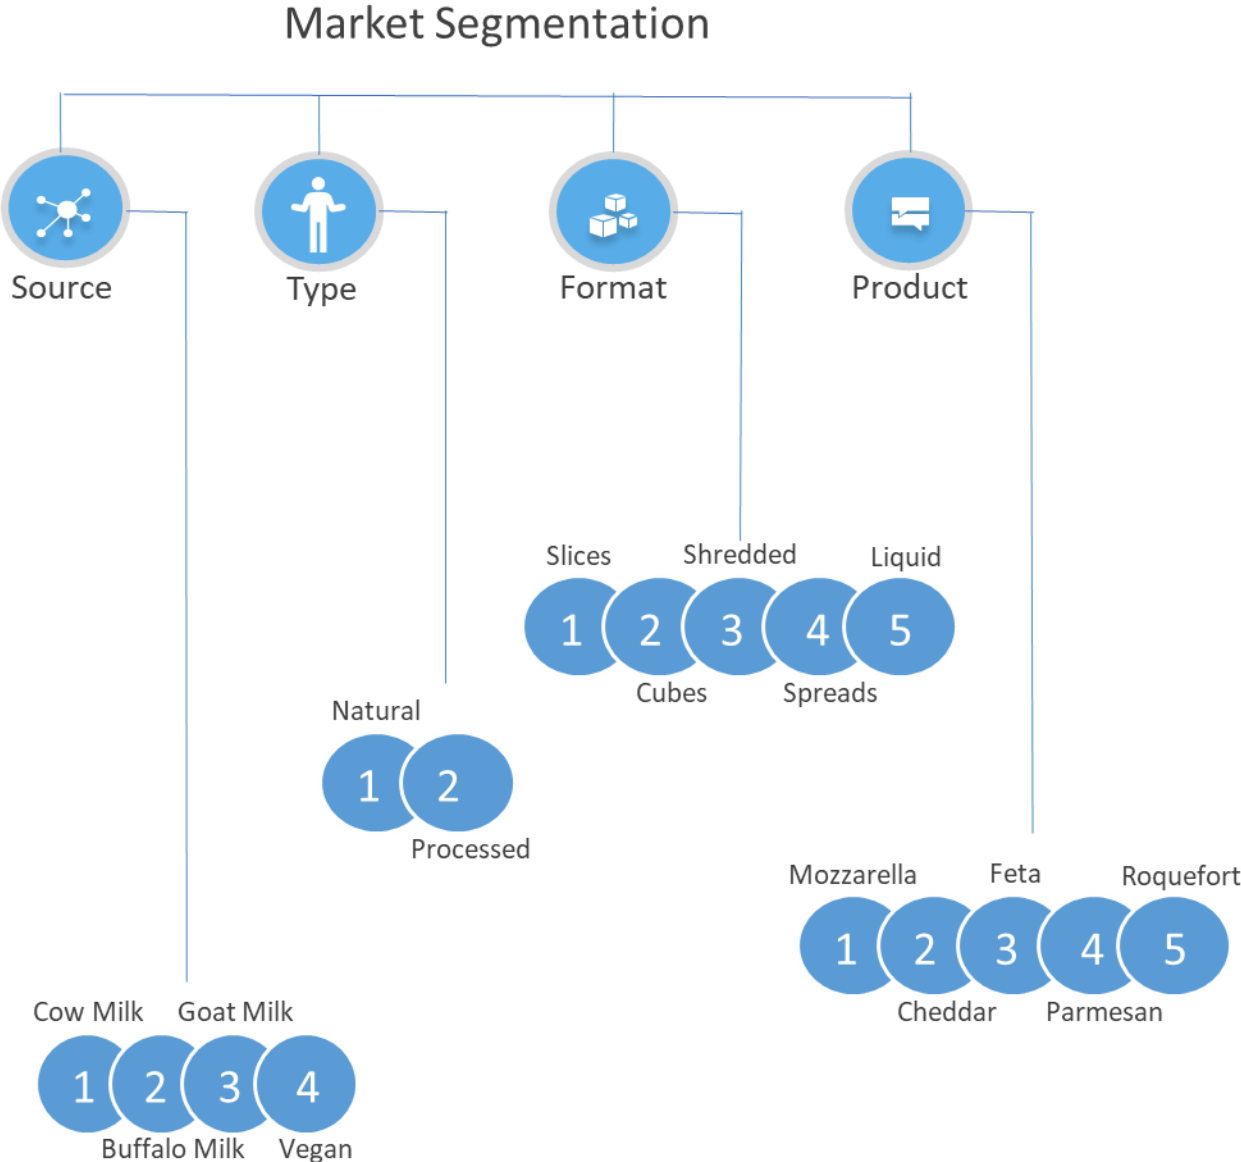 Market Segmentation
Source
Type
Format
Product
Slices
Shredded
Liquid
1 2 3 4 5
Cubes
Spreads
Natural
1 2
Processed
Mozzarella
Feta
Roquefort
1 2 3 4 5
Cheddar
Parmesan
Cow Milk
Goat Milk
1 2 3 4
Buffalo Milk
Vegan